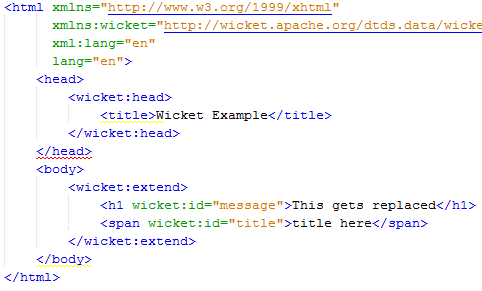 <html xmlns="http://www.w3.org/1999/xhtml"
xmlns:wicket="http://wicket.apache.org/dtds.data/wicke
xml:lang="en"
lang="en">
<head>
<wicket:head>
<title>Wicket Example</title>
</wicket:head>
</head>
<body>
<wicket:extend>
<h1 wicket:id="message">This gets replaced</h1>
<span wicket:id="title">title here</span>
</wicket:extend>
</body>
</html>